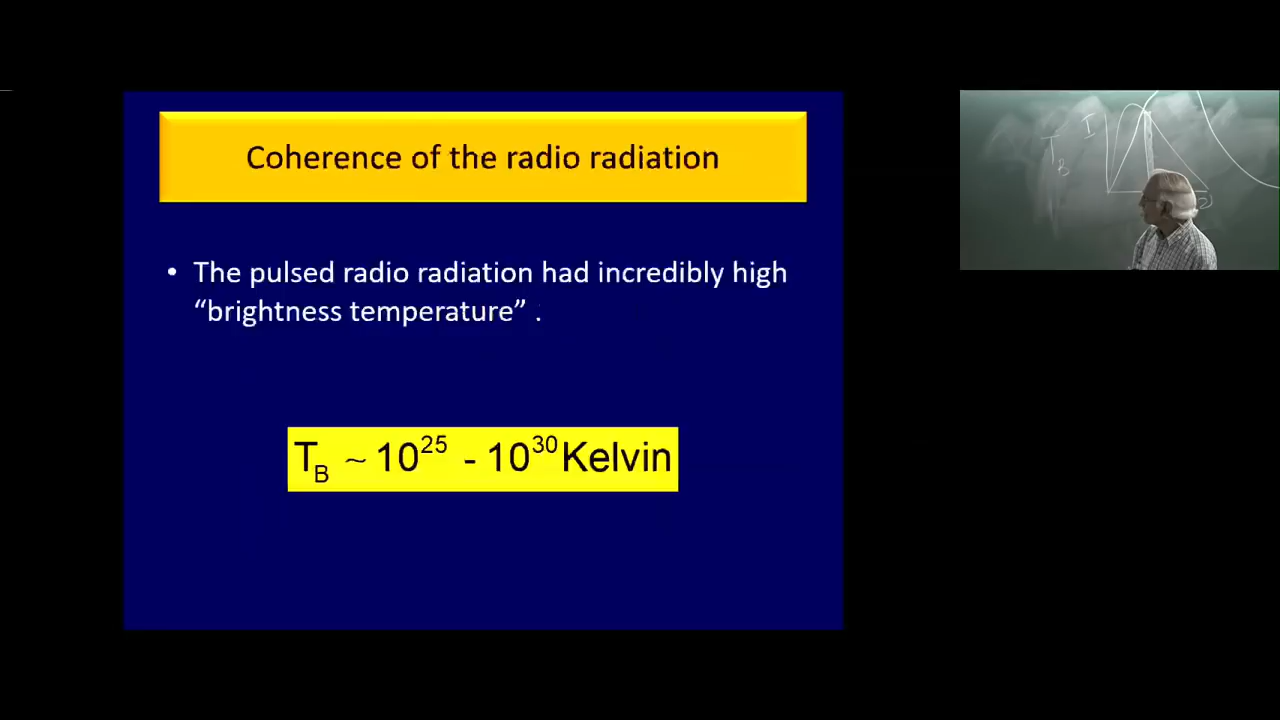 Coherence of the radio radiation
• The pulsed radio radiation had incredibly high
“brightness temperature” .
T_B ~ 10^25 - 10^30 Kelvin
I
T
B